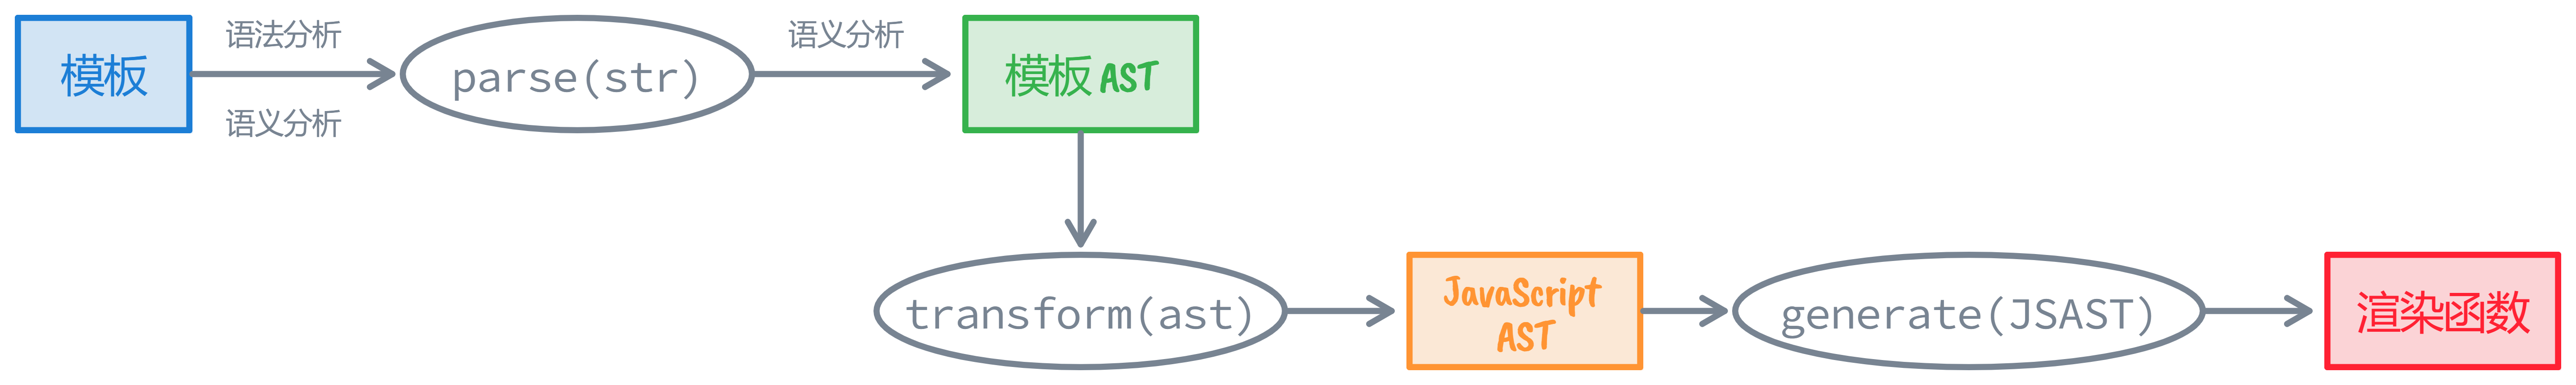 模板
语法分析
语义分析
parse(str)
语义分析
模板 AST
transform(ast)
JavaScript
AST
generate(JSAST)
渲染函数